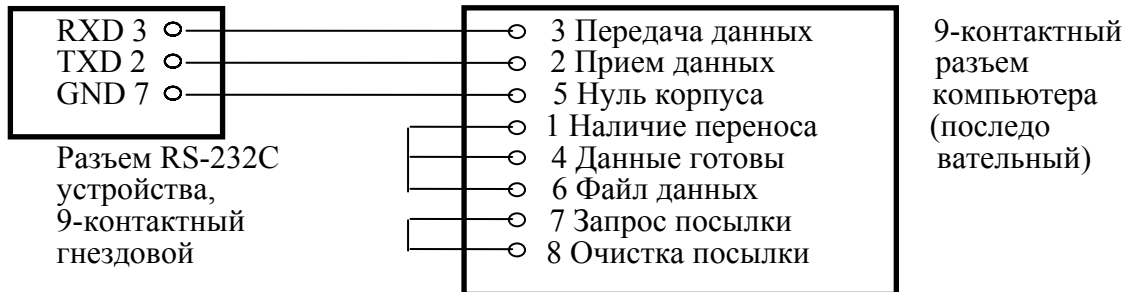 RXD 3
TXD 2
GND 7
3 Передача данных
2 Прием данных
5 Нуль корпуса
1 Наличие переноса
4 Данные готовы
6 Файл данных
7 Запрос посылки
8 Очистка посылки
9-контактный
разъем
компьютера
(последо
вательный)
Разъем RS-232C
устройства,
9-контактный
гнездовой